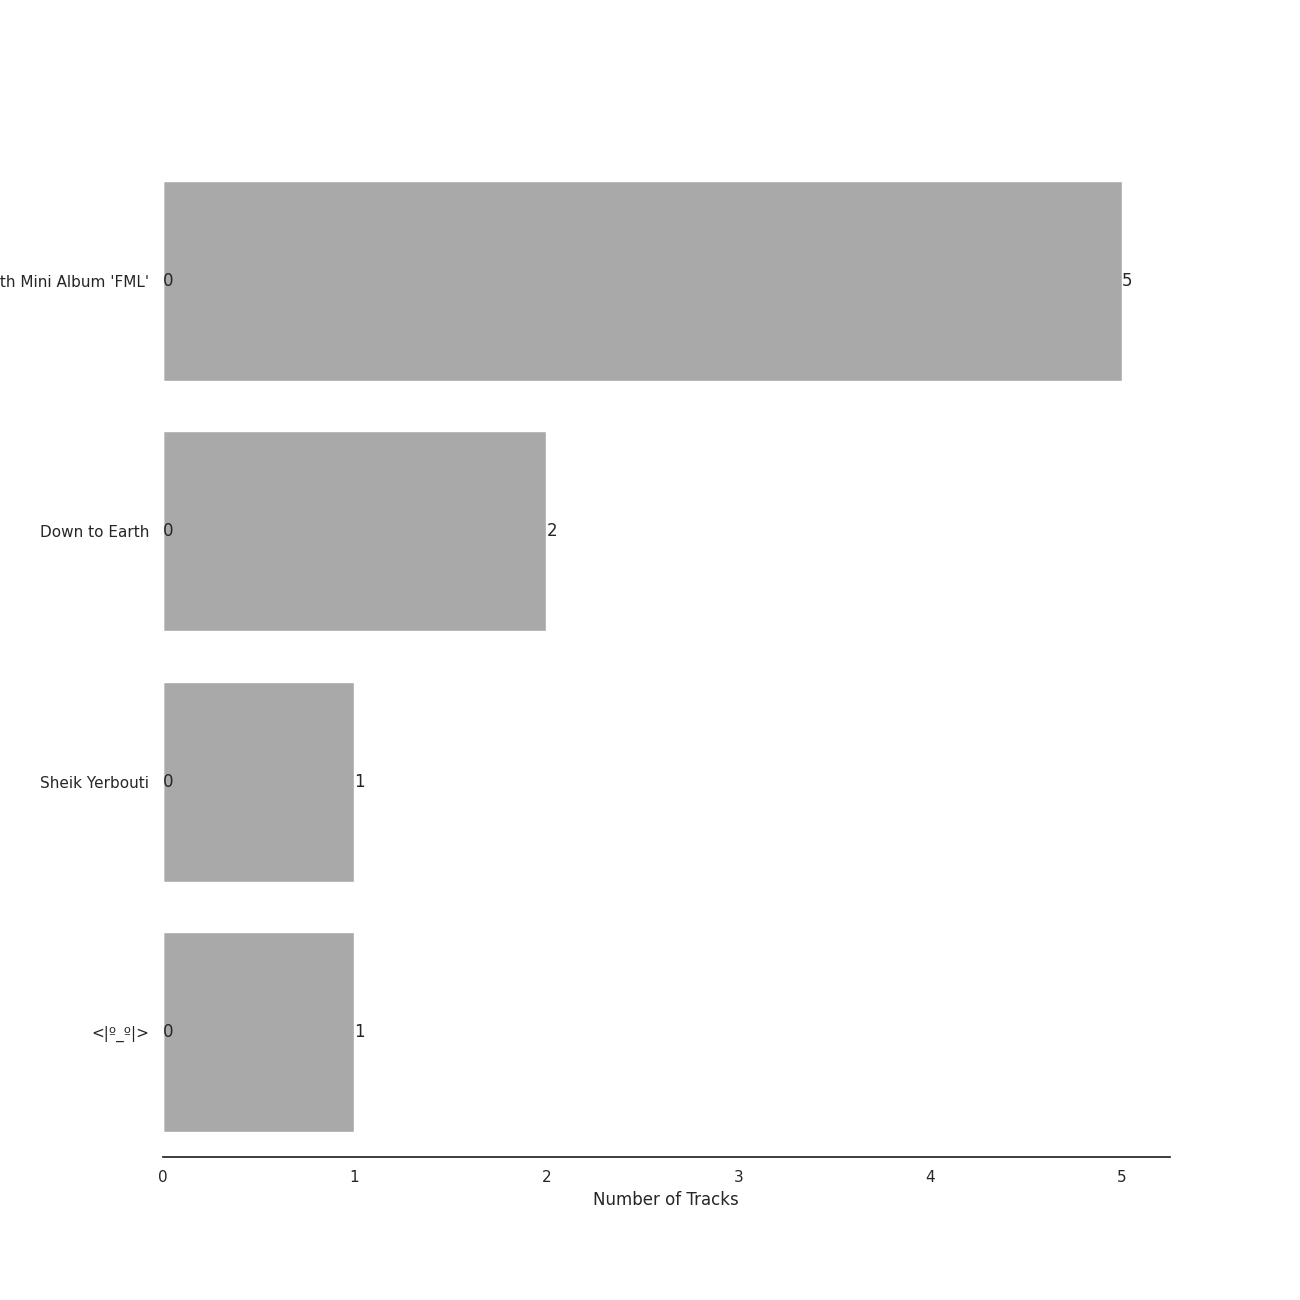 th Mini Album 'FML' 0 5
Down to Earth 0 2
Sheik Yerbouti 0 1
<|º_º|> 0 1
0 1 2 3 4 5
Number of Tracks